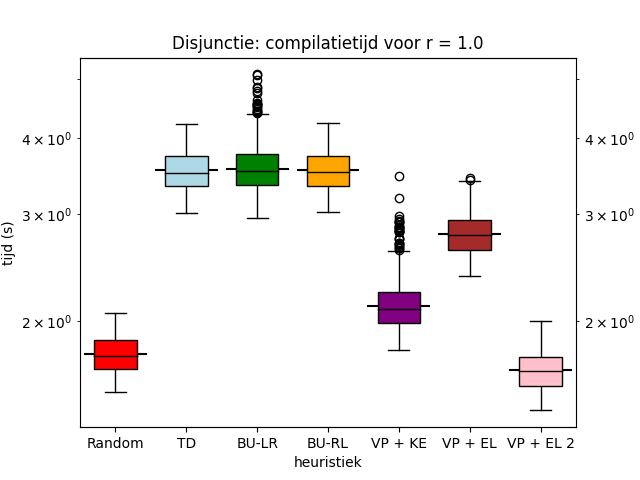 Disjunctie: compilatietijd voor r = 1.0
tijd (s)
4 × 10⁰
3 × 10⁰
2 × 10⁰
4 × 10⁰
3 × 10⁰
2 × 10⁰
Random TD BU-LR BU-RL VP + KE VP + EL VP + EL 2
heuristiek